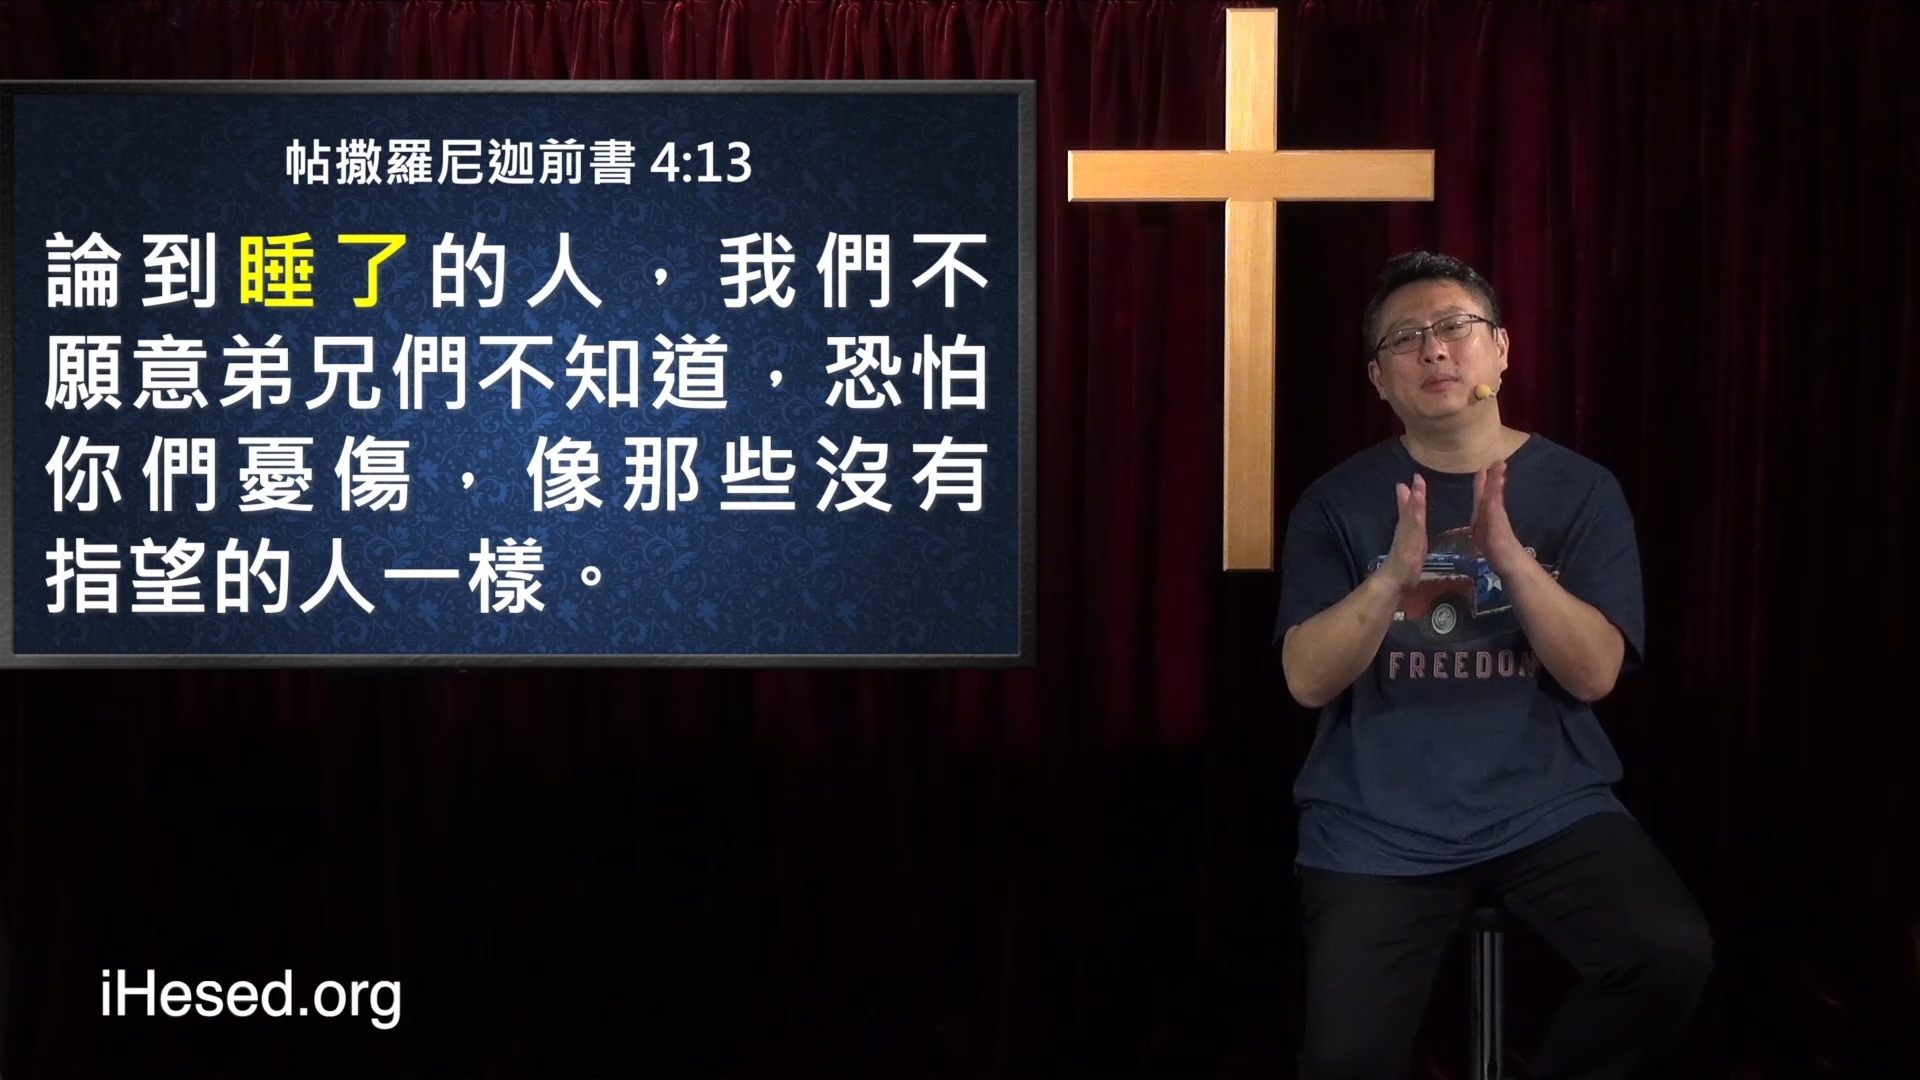 帖撒羅尼迦前書 4:13
論到睡了的人，我們不
願意弟兄們不知道，恐怕
你們憂傷，像那些沒有
指望的人一樣。
FREEDOM
iHesed.org